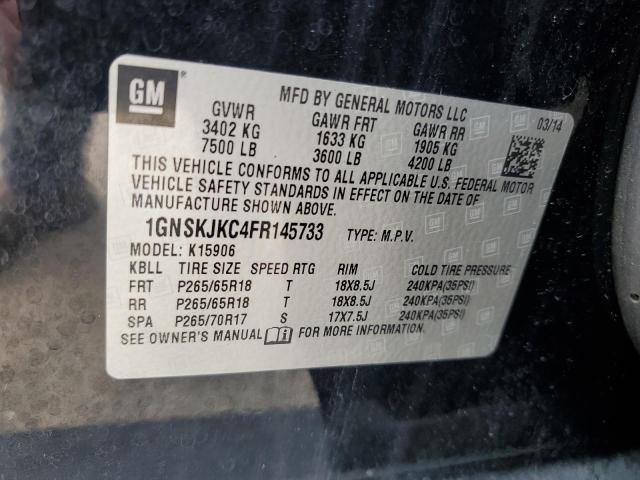 GM ®
MFD BY GENERAL MOTORS LLC 03/14
GVWR GAWR FRT GAWR RR
3402 KG 1633 KG 1905 KG
7500 LB 3600 LB 4200 LB
THIS VEHICLE CONFORMS TO ALL APPLICABLE U.S. FEDERAL MOTOR
VEHICLE SAFETY STANDARDS IN EFFECT ON THE DATE OF
MANUFACTURE SHOWN ABOVE.
1GNSKJKC4FR145733 TYPE: M.P.V.
MODEL: K15906
KBLL TIRE SIZE SPEED RTG RIM COLD TIRE PRESSURE
FRT P265/65R18 T 18X8.5J 240KPA(35PSI)
RR P265/65R18 T 18X8.5J 240KPA(35PSI)
SPA P265/70R17 S 17X7.5J 240KPA(35PSI)
SEE OWNER'S MANUAL FOR MORE INFORMATION.